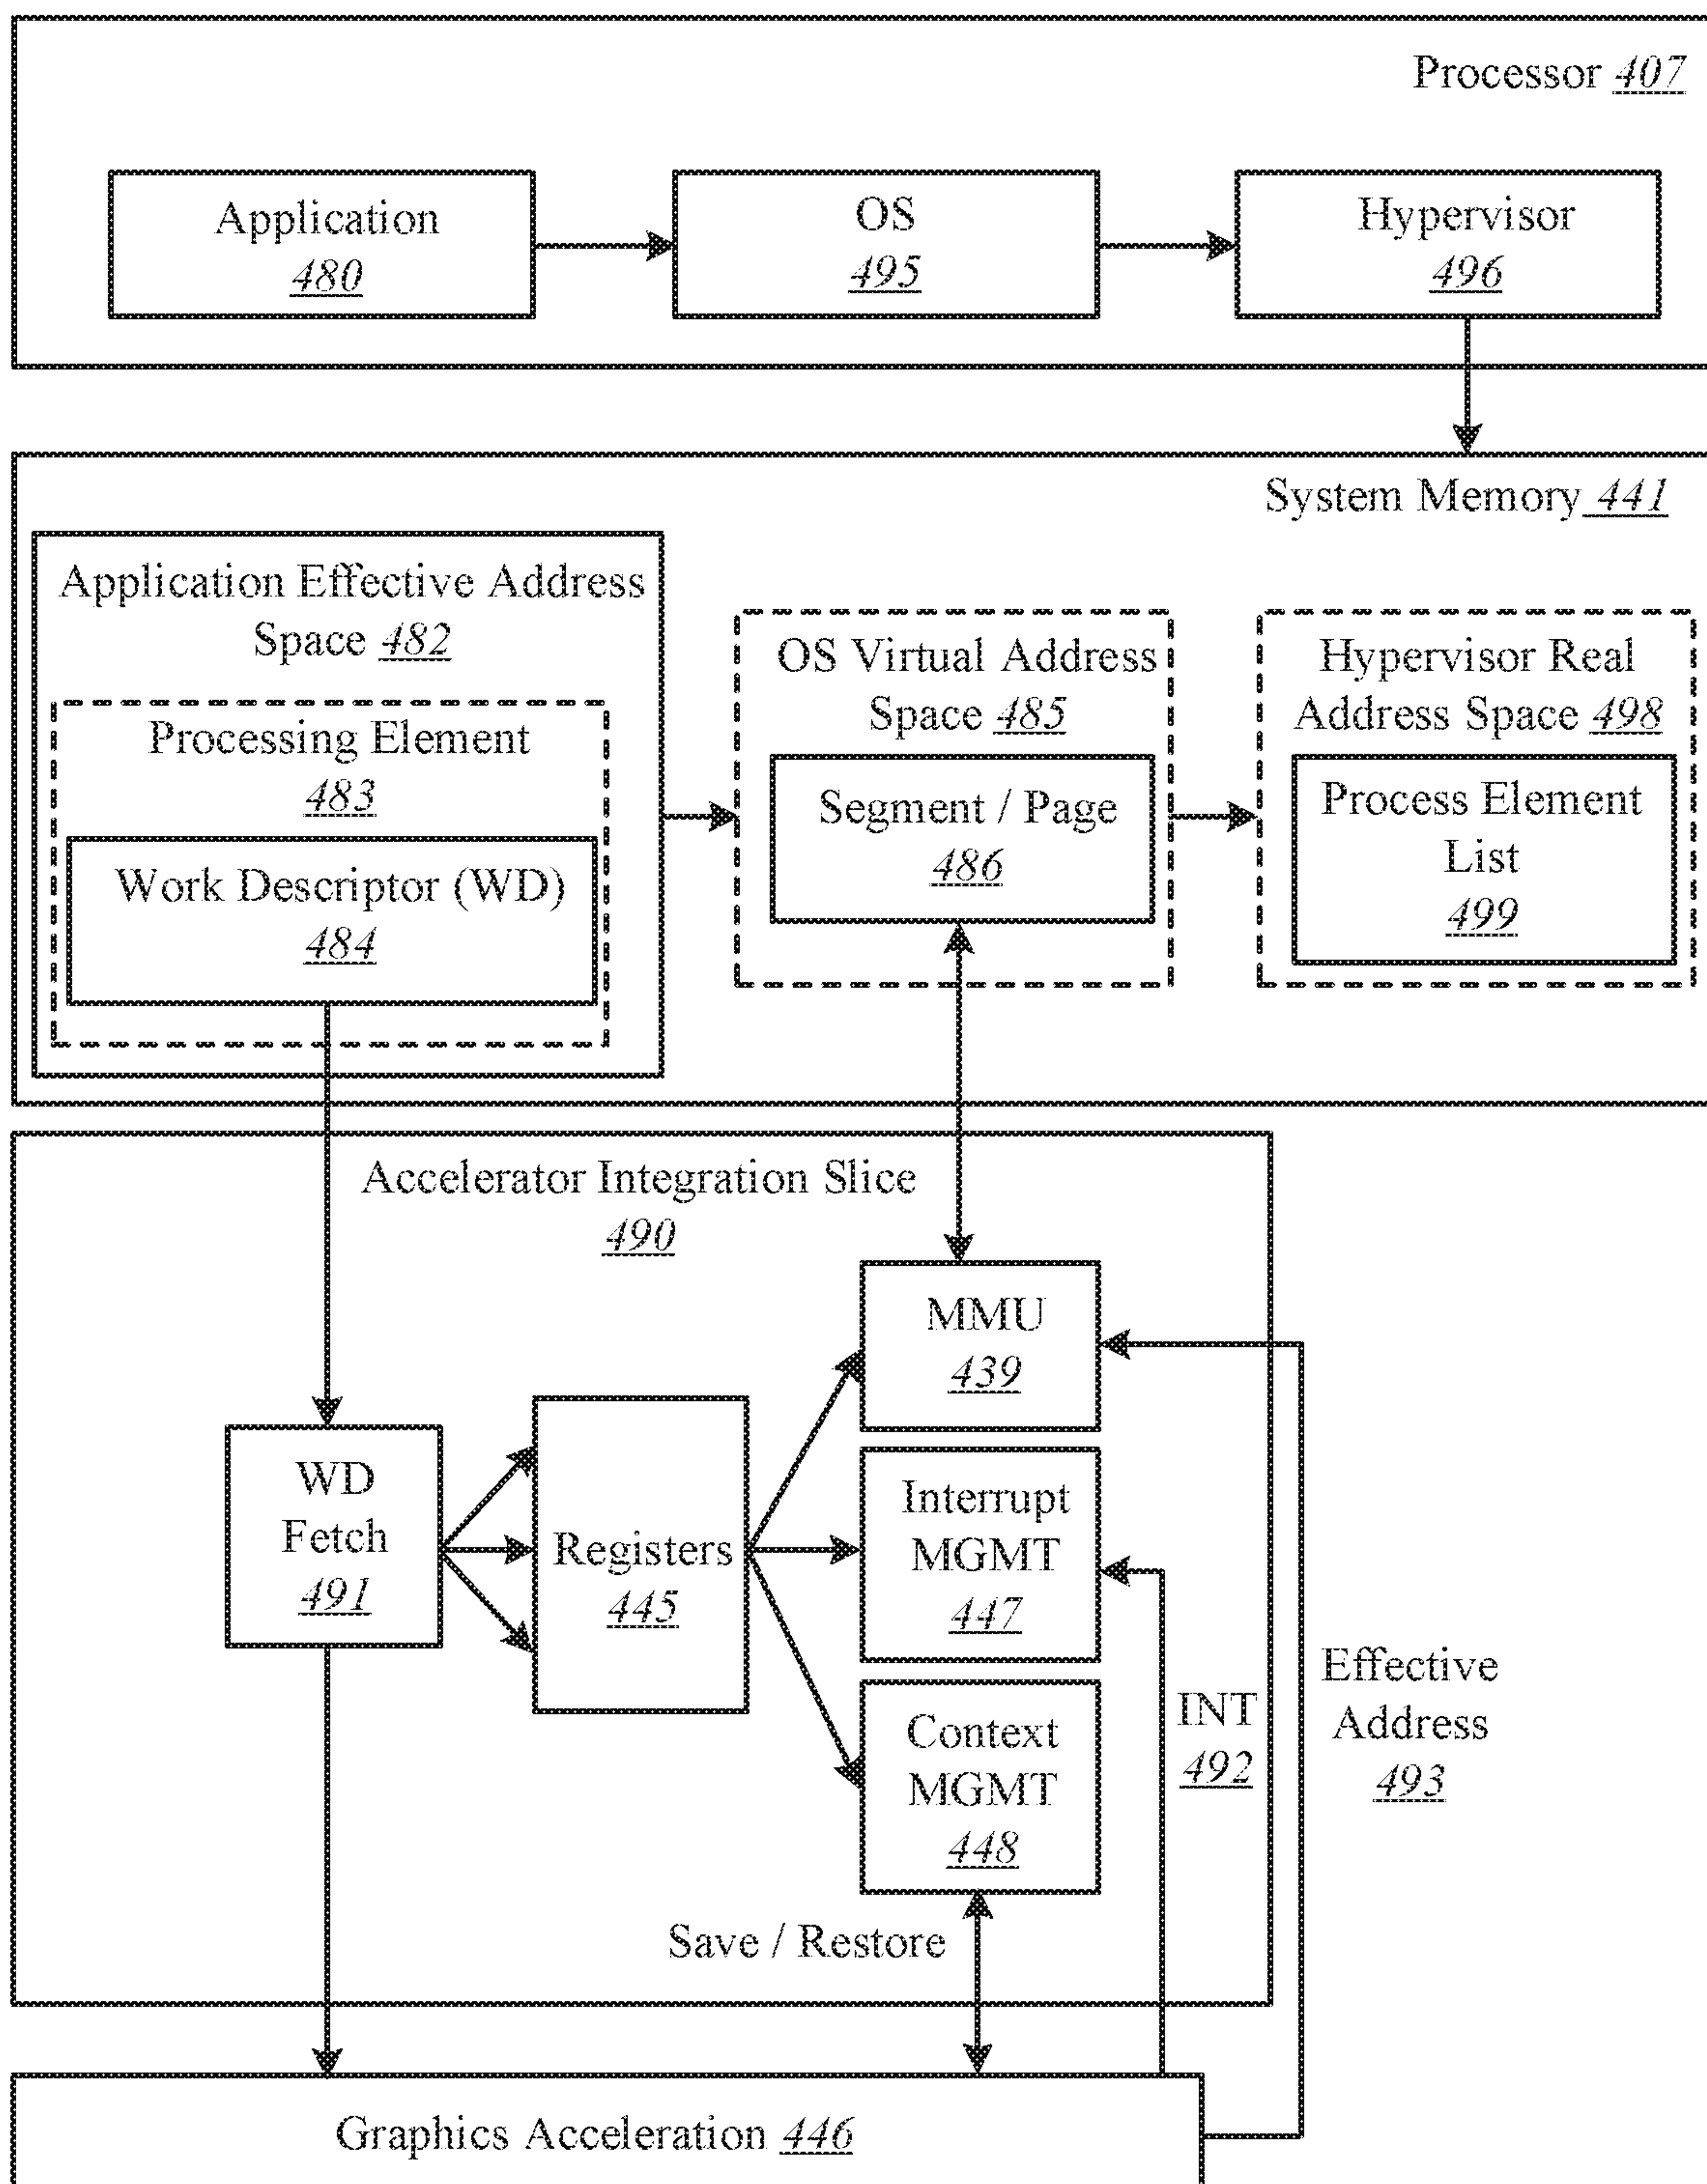 Processor 407
Application
480
OS
495
Hypervisor
496
System Memory 441
Application Effective Address
Space 482
Processing Element
483
Work Descriptor (WD)
484
OS Virtual Address
Space 485
Segment / Page
486
Hypervisor Real
Address Space 498
Process Element
List
499
Accelerator Integration Slice
490
MMU
439
WD
Fetch
491
Registers
445
Interrupt
MGMT
447
Context
MGMT
448
INT
492
Effective
Address
493
Save / Restore
Graphics Acceleration 446